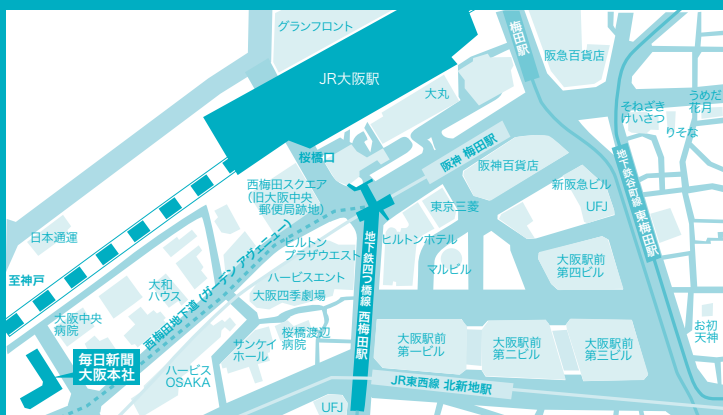 グランフロント
JR大阪駅
梅田駅
阪急百貨店
大丸
うめだ
花月
そねざき
けいさつ
りそな
桜橋口
阪神 梅田駅
阪神百貨店
地下鉄谷町線 東梅田駅
西梅田スクエア
(旧大阪中央
郵便局跡地)
東京三菱
新阪急ビル
UFJ
日本通運
ヒルトン
プラザウエスト
ヒルトンホテル
地下鉄四つ橋線 西梅田駅
マルビル
大阪駅前
第四ビル
至神戸
大和
ハウス
西梅田地下道(ガーデン アヴェニュー)
ハービスエント
大阪四季劇場
大阪中央
病院
サンケイ
ホール
桜橋渡辺
病院
大阪駅前
第一ビル
大阪駅前
第二ビル
大阪駅前
第三ビル
お初
天神
毎日新聞
大阪本社
ハービス
OSAKA
JR東西線 北新地駅
UFJ